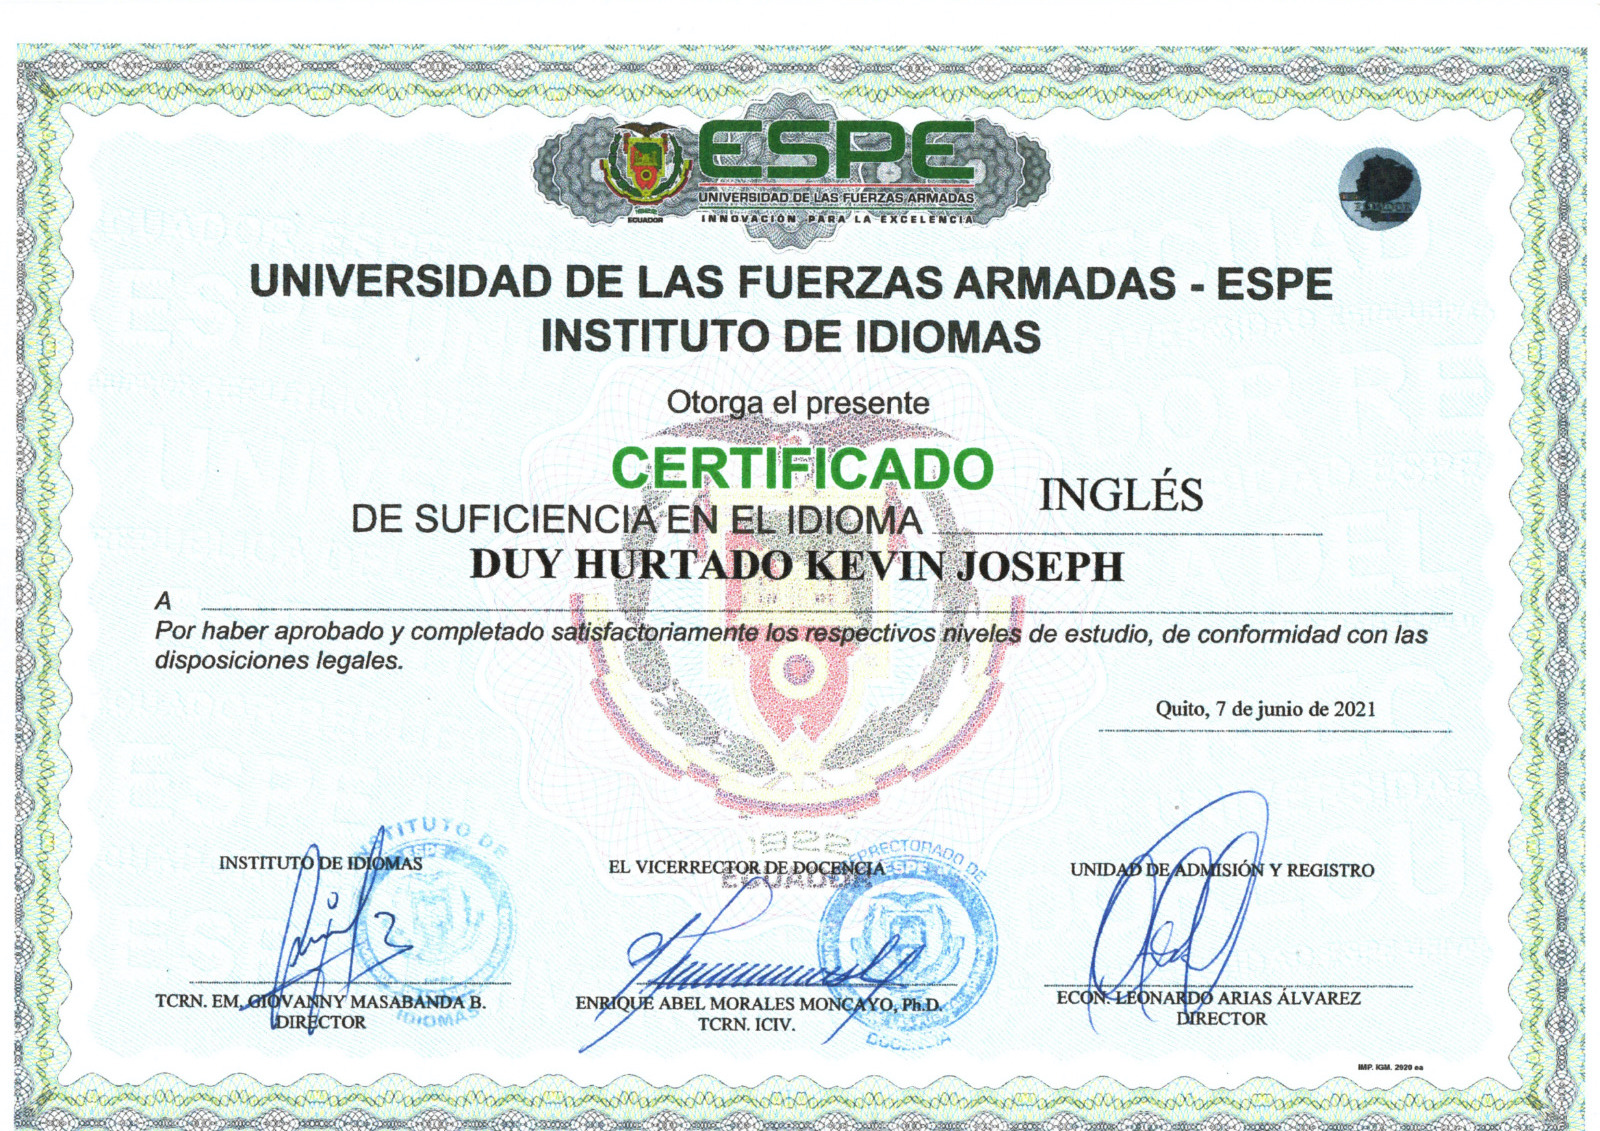 ESPE
UNIVERSIDAD DE LAS FUERZAS ARMADAS
INNOVACIÓN PARA LA EXCELENCIA
ECUADOR
UNIVERSIDAD DE LAS FUERZAS ARMADAS - ESPE
INSTITUTO DE IDIOMAS
Otorga el presente
CERTIFICADO
DE SUFICIENCIA EN EL IDIOMA INGLÉS
DUY HURTADO KEVIN JOSEPH
A
Por haber aprobado y completado satisfactoriamente los respectivos niveles de estudio, de conformidad con las
disposiciones legales.
Quito, 7 de junio de 2021
1922
ECUADOR
INSTITUTO DE IDIOMAS
EL VICERRECTOR DE DOCENCIA
UNIDAD DE ADMISIÓN Y REGISTRO
TCRN. EM. GIOVANNY MASABANDA B.
DIRECTOR
ENRIQUE ABEL MORALES MONCAYO, Ph.D.
TCRN. ICIV.
ECON. LEONARDO ARIAS ÁLVAREZ
DIRECTOR
IMP. IGM. 2020 ea